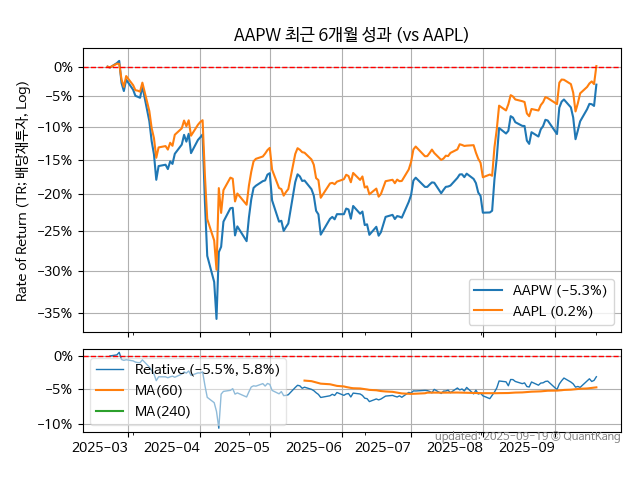 AAPW 최근 6개월 성과 (vs AAPL)
Rate of Return (TR: 배당재투자, Log)
0%
−5%
−10%
−15%
−20%
−25%
−30%
−35%
AAPW (−5.3%)
AAPL (0.2%)
0%
−5%
−10%
Relative (−5.5%, 5.8%)
MA(60)
MA(240)
2025−03 2025−04 2025−05 2025−06 2025−07 2025−08 2025−09
updated: 2025−09−19 © QuantKang